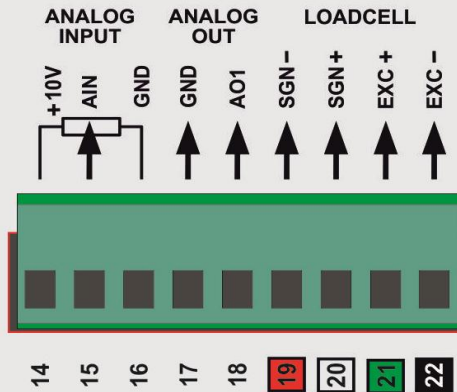 ANALOG INPUT
ANALOG OUT
LOADCELL
+10V
AIN
GND
GND
AO1
SGN−
SGN+
EXC+
EXC−
14
15
16
17
18
19
20
21
22